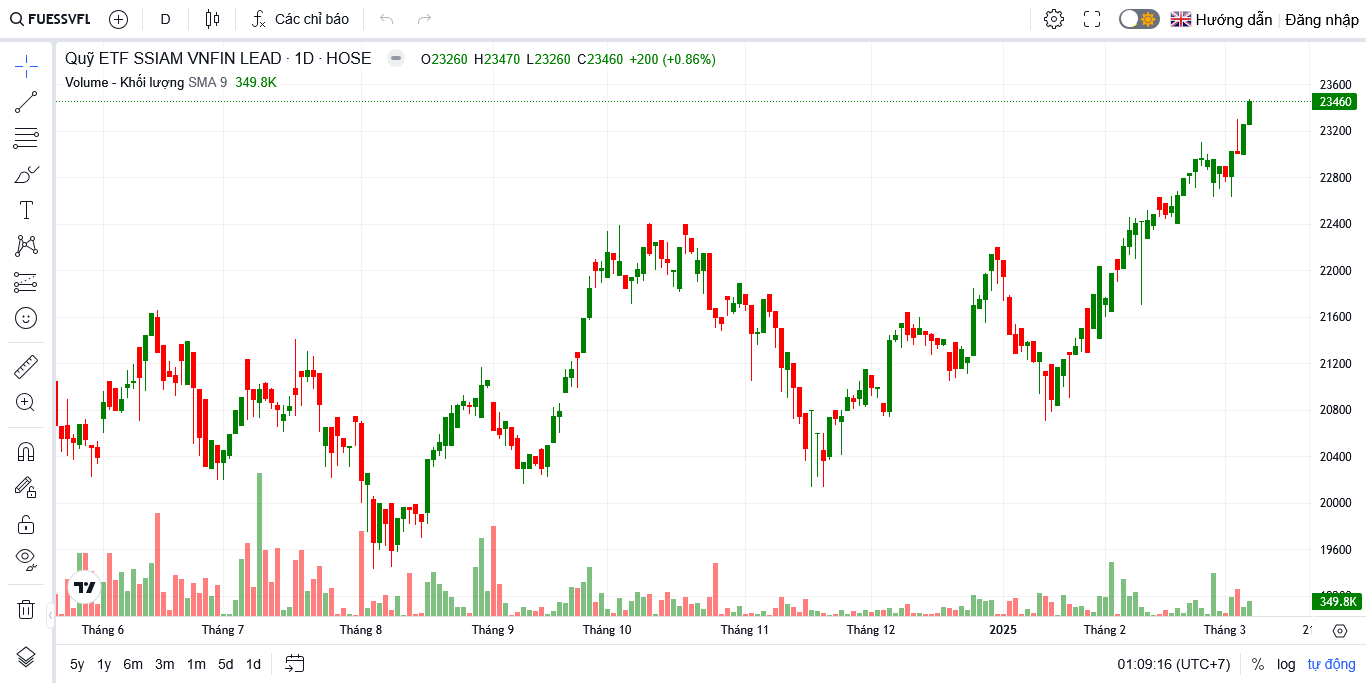 FUESSVFL D Các chỉ báo Hướng dẫn Đăng nhập
Quỹ ETF SSIAM VNFIN LEAD · 1D · HOSE O23260 H23470 L23260 C23460 +200 (+0.86%)
Volume - Khối lượng SMA 9 349.8K
23600
23460
23200
22800
22400
22000
21600
21200
20800
20400
20000
19600
349.8K
Tháng 6 Tháng 7 Tháng 8 Tháng 9 Tháng 10 Tháng 11 Tháng 12 2025 Tháng 2 Tháng 3
5y 1y 6m 3m 1m 5d 1d 01:09:16 (UTC+7) % log tự động